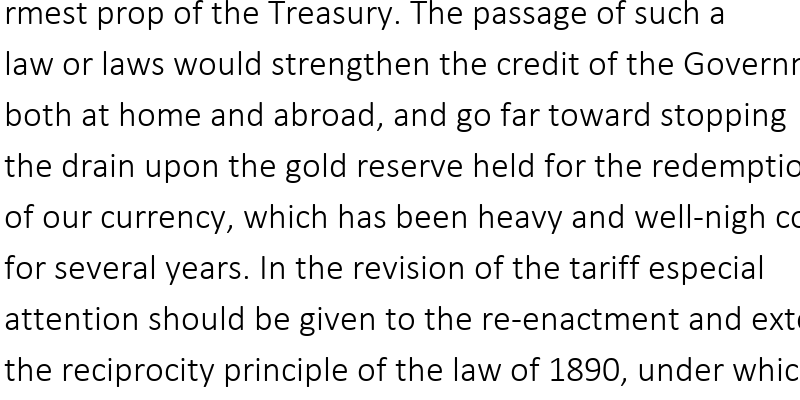 rmest prop of the Treasury. The passage of such a
law or laws would strengthen the credit of the Governm
both at home and abroad, and go far toward stopping
the drain upon the gold reserve held for the redemptio
of our currency, which has been heavy and well-nigh co
for several years. In the revision of the tariff especial
attention should be given to the re-enactment and exte
the reciprocity principle of the law of 1890, under whic